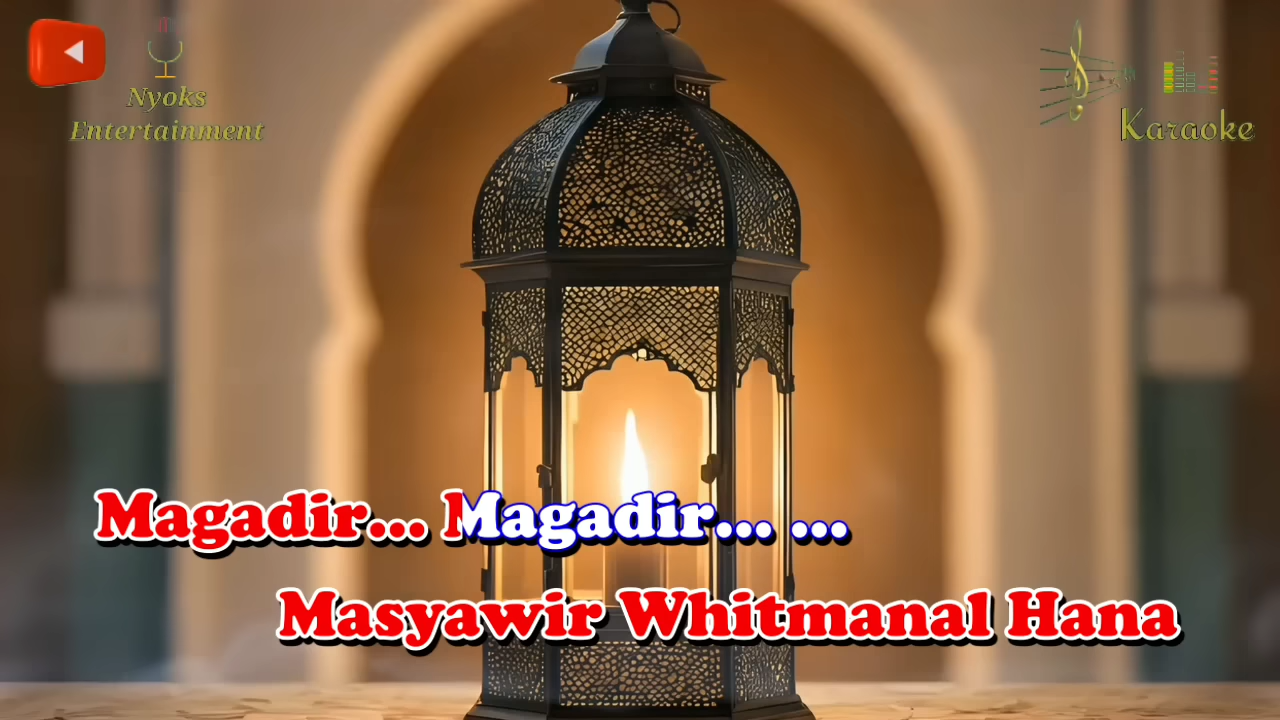 Nyoks
Entertainment
Karaoke
Magadir... Magadir... ...
Masyawir Whitmanal Hana